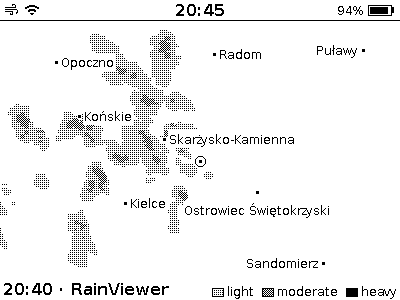 20:45 94%
Opoczno
Radom
Puławy
Końskie
Skarżysko-Kamienna
Kielce
Ostrowiec Świętokrzyski
Sandomierz
20:40 · RainViewer
light moderate heavy